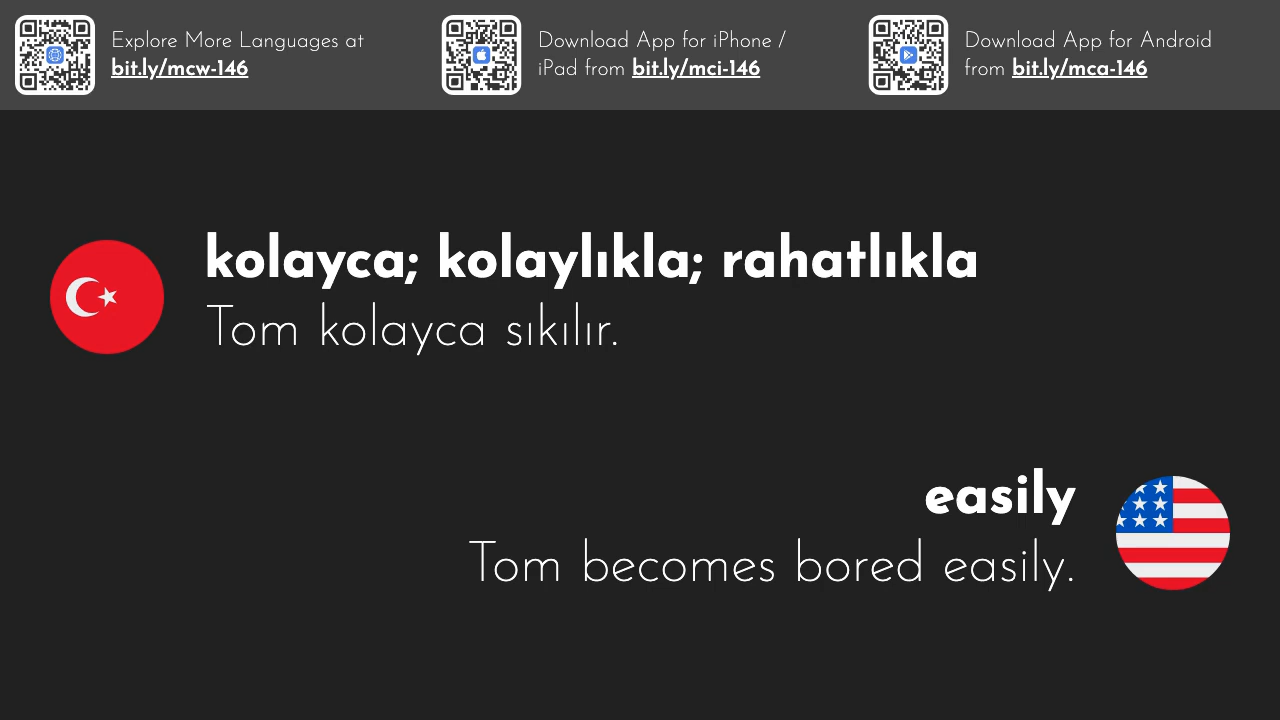 Explore More Languages at
bit.ly/mcw-146
Download App for iPhone /
iPad from bit.ly/mci-146
Download App for Android
from bit.ly/mca-146
kolayca; kolaylıkla; rahatlıkla
Tom kolayca sıkılır.
easily
Tom becomes bored easily.